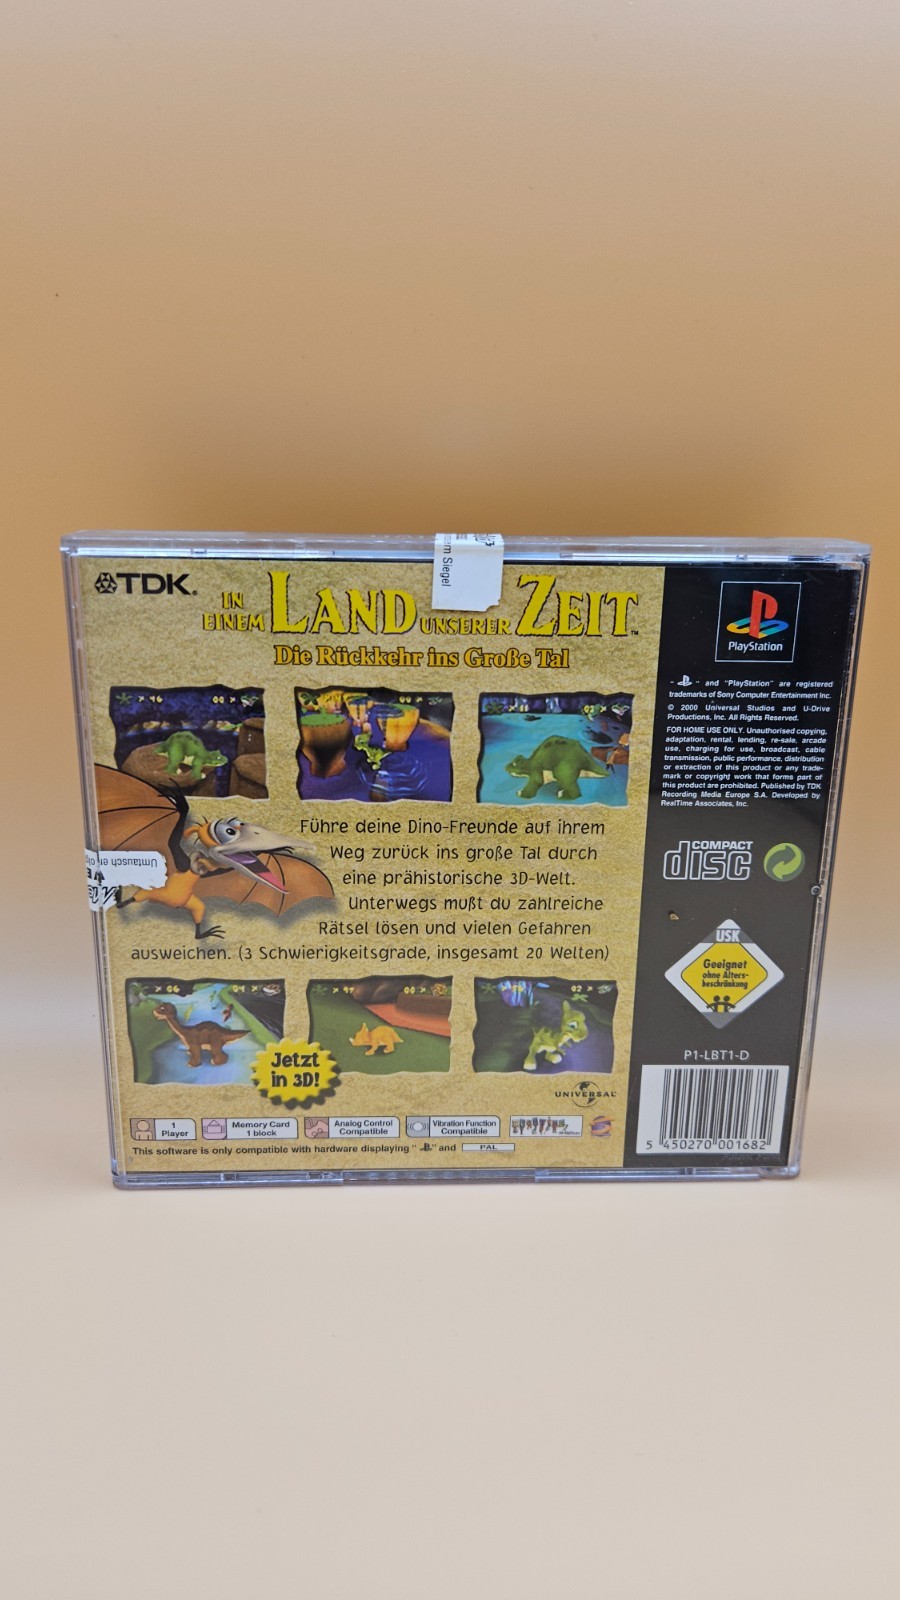 m Siegel
TDK®
IN EINEM LAND UNSERER ZEIT™
Die Rückkehr ins Große Tal
Führe deine Dino-Freunde auf ihrem
Weg zurück ins große Tal durch
eine prähistorische 3D-Welt.
Unterwegs mußt du zahlreiche
Rätsel lösen und vielen Gefahren
ausweichen. (3 Schwierigkeitsgrade, insgesamt 20 Welten)
Umtausch
Jetzt
in 3D!
UNIVERSAL
1
Player
Memory Card
1 block
Analog Control
Compatible
Vibration Function
Compatible
This software is only compatible with hardware displaying " " and PAL
PlayStation
" " and "PlayStation" are registered
trademarks of Sony Computer Entertainment Inc.
© 2000 Universal Studios and U-Drive
Productions, Inc. All Rights Reserved.
FOR HOME USE ONLY. Unauthorised copying,
adaptation, rental, lending, re-sale, arcade
use, charging for use, broadcast, cable
transmission, public performance, distribution
or extraction of this product or any trade-
mark or copyright work that forms part of
this product are prohibited. Published by TDK
Recording Media Europe S.A. Developed by
RealTime Associates, Inc.
COMPACT
disc
USK
Geeignet
ohne Alters-
beschränkung
P1-LBT1-D
5 450270 001682